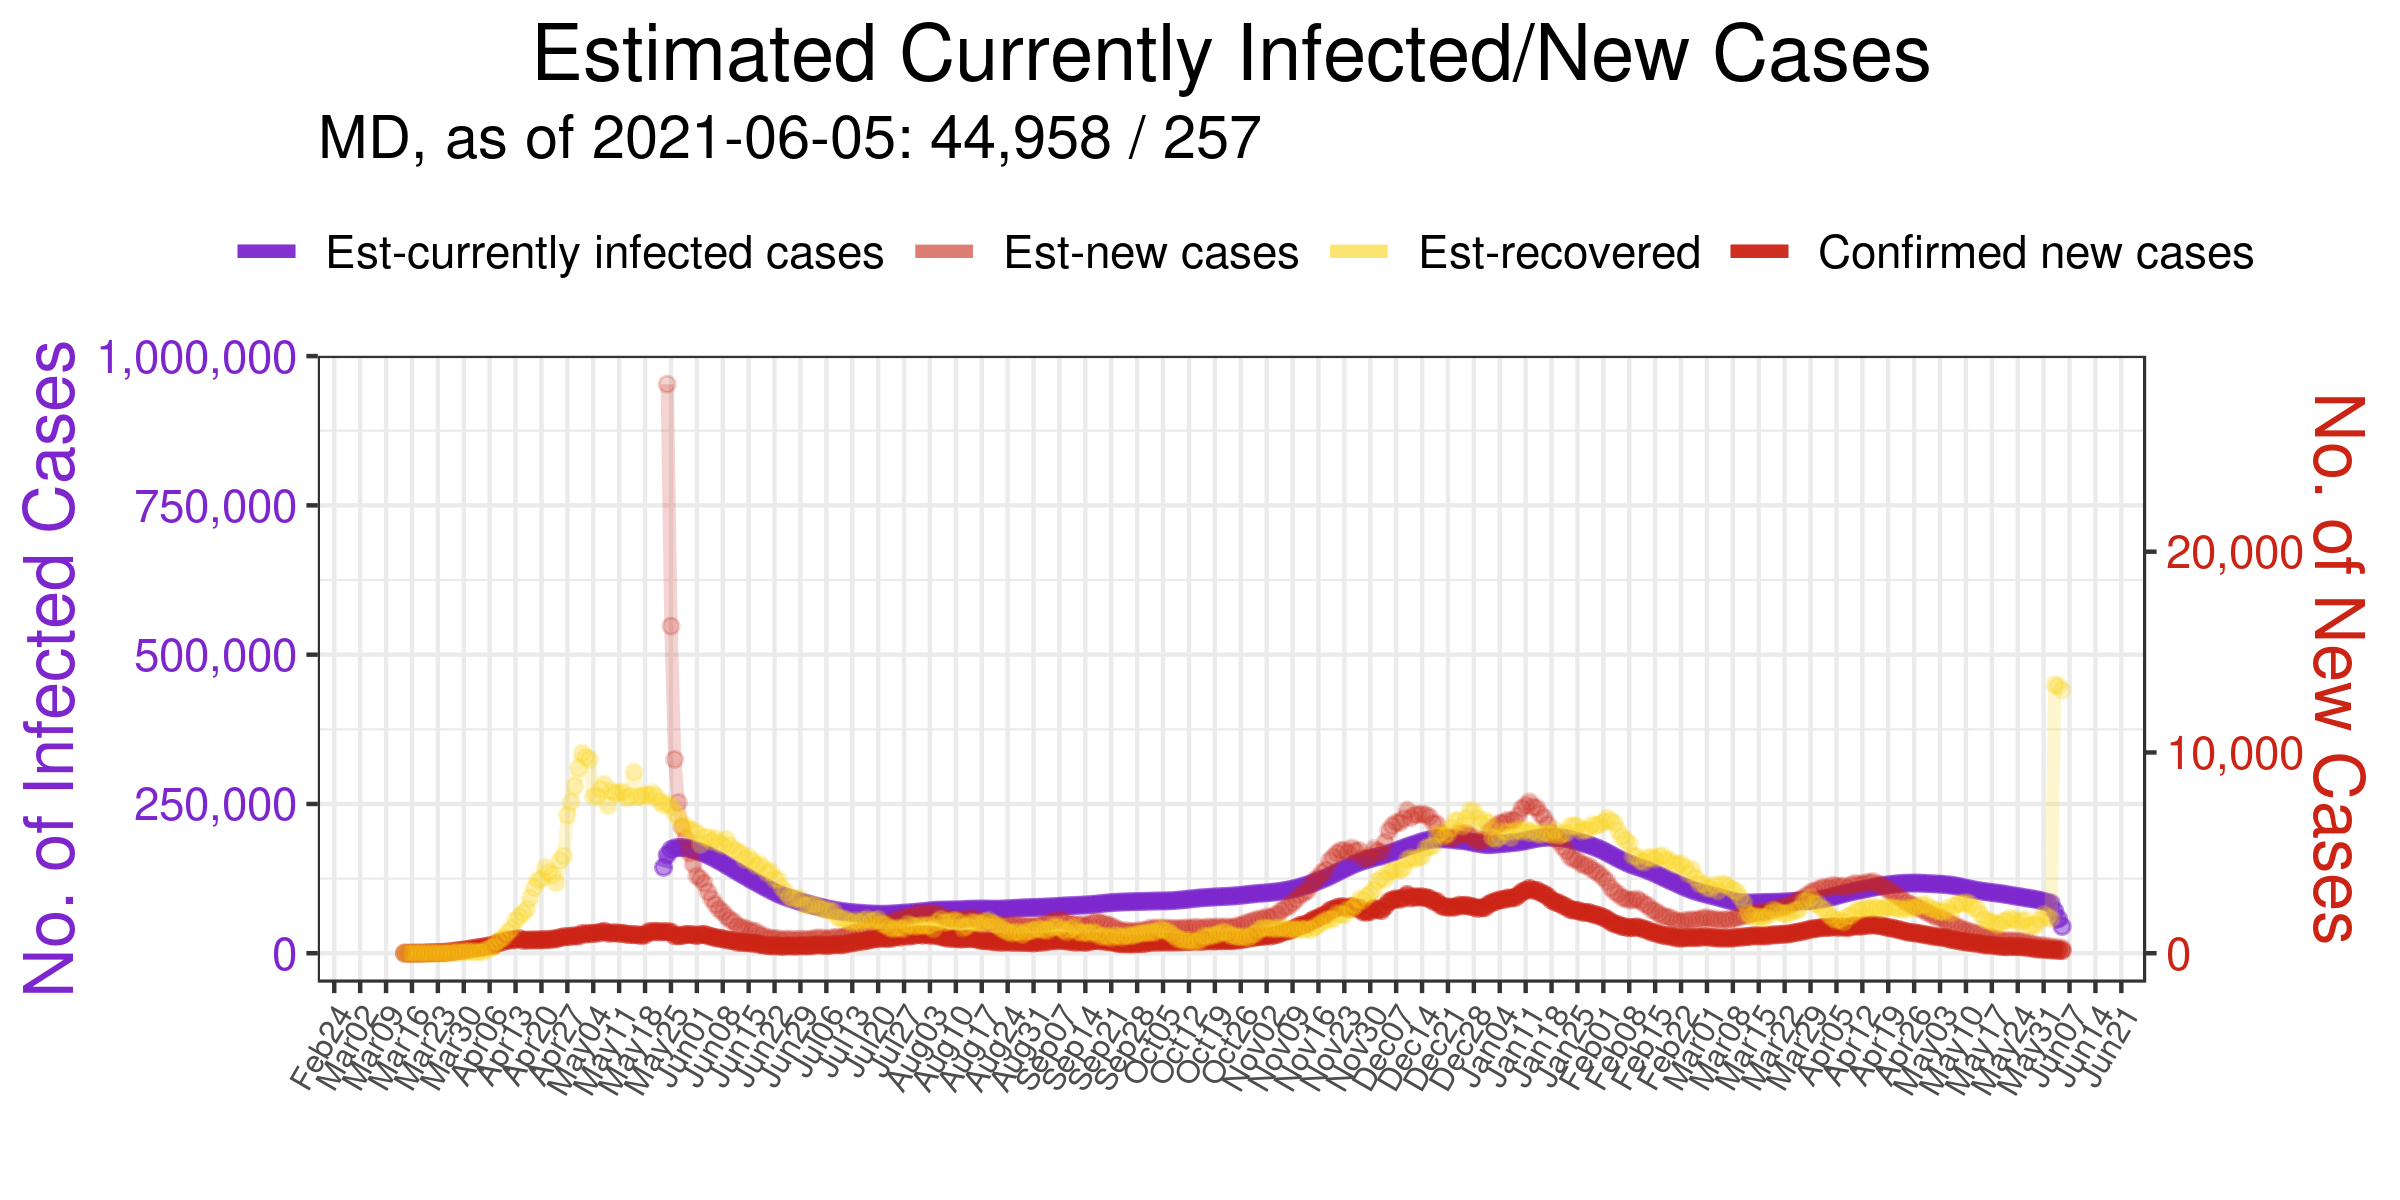 Estimated Currently Infected/New Cases
MD, as of 2021-06-05: 44,958 / 257
Est-currently infected cases Est-new cases Est-recovered Confirmed new cases
No. of Infected Cases
1,000,000
750,000
500,000
250,000
0
20,000
10,000
0
No. of New Cases
Feb24 Mar02 Mar09 Mar16 Mar23 Mar30 Apr06 Apr13 Apr20 Apr27 May04 May11 May18 May25 Jun01 Jun08 Jun15 Jun22 Jun29 Jul06 Jul13 Jul20 Jul27 Aug03 Aug10 Aug17 Aug24 Aug31 Sep07 Sep14 Sep21 Sep28 Oct05 Oct12 Oct19 Oct26 Nov02 Nov09 Nov16 Nov23 Nov30 Dec07 Dec14 Dec21 Dec28 Jan04 Jan11 Jan18 Jan25 Feb01 Feb08 Feb15 Feb22 Mar01 Mar08 Mar15 Mar22 Mar29 Apr05 Apr12 Apr19 Apr26 May03 May10 May17 May24 May31 Jun07 Jun14 Jun21